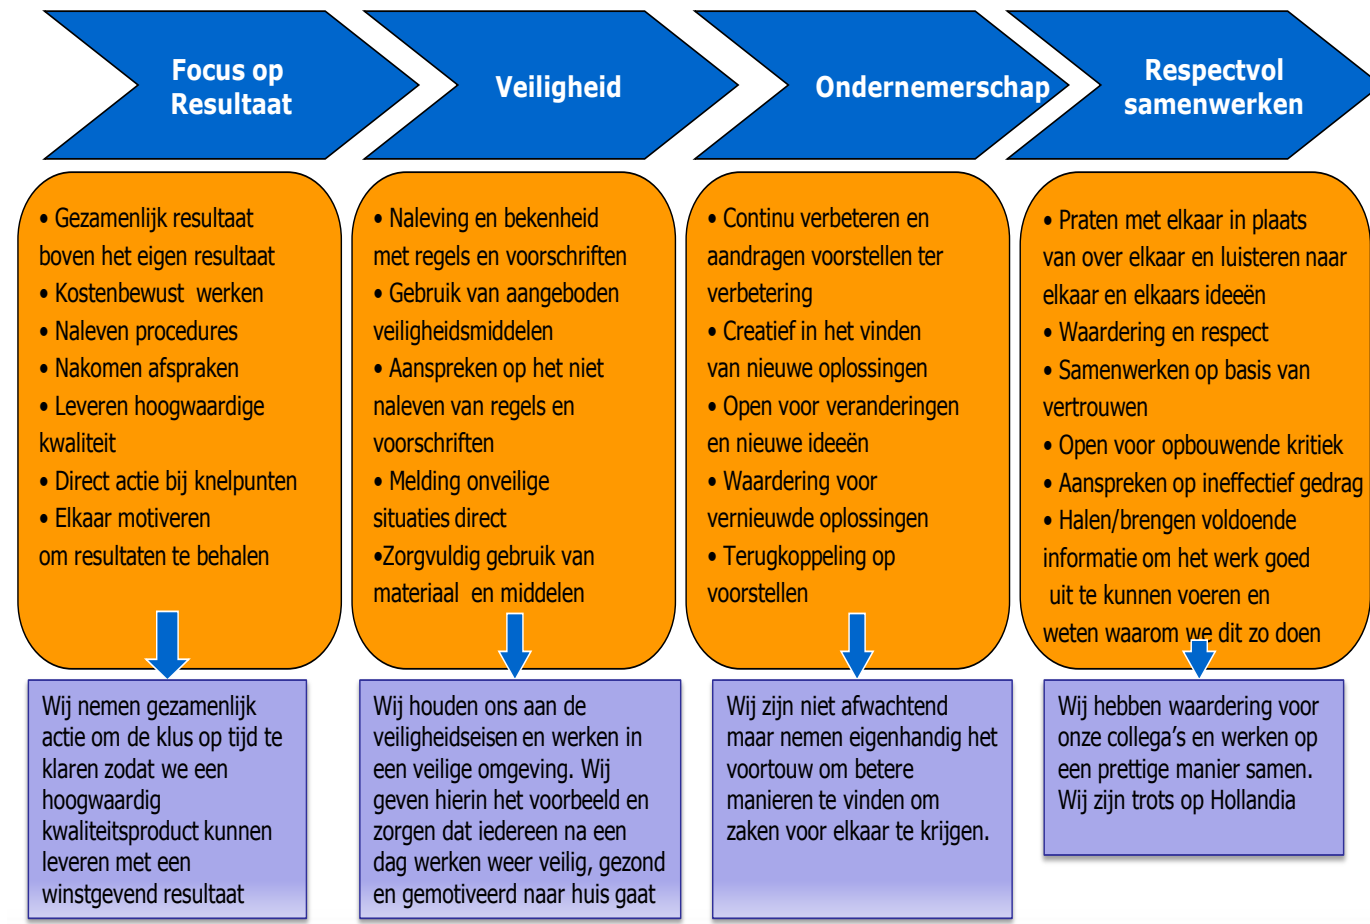 Focus op
Resultaat
Veiligheid
Ondernemerschap
Respectvol
samenwerken
• Gezamenlijk resultaat
boven het eigen resultaat
• Kostenbewust  werken
• Naleven procedures
• Nakomen afspraken
• Leveren hoogwaardige
kwaliteit
• Direct actie bij knelpunten
• Elkaar motiveren
om resultaten te behalen
• Naleving en bekenheid
met regels en voorschriften
• Gebruik van aangeboden
veiligheidsmiddelen
• Aanspreken op het niet
naleven van regels en
voorschriften
• Melding onveilige
situaties direct
•Zorgvuldig gebruik van
materiaal  en middelen
• Continu verbeteren en
aandragen voorstellen ter
verbetering
• Creatief in het vinden
van nieuwe oplossingen
• Open voor veranderingen
en nieuwe ideeën
• Waardering voor
vernieuwde oplossingen
• Terugkoppeling op
voorstellen
• Praten met elkaar in plaats
van over elkaar en luisteren naar
elkaar en elkaars ideeën
• Waardering en respect
• Samenwerken op basis van
vertrouwen
• Open voor opbouwende kritiek
• Aanspreken op ineffectief gedrag
• Halen/brengen voldoende
informatie om het werk goed
uit te kunnen voeren en
weten waarom we dit zo doen
Wij nemen gezamenlijk
actie om de klus op tijd te
klaren zodat we een
hoogwaardig
kwaliteitsproduct kunnen
leveren met een
winstgevend resultaat
Wij houden ons aan de
veiligheidseisen en werken in
een veilige omgeving. Wij
geven hierin het voorbeeld en
zorgen dat iedereen na een
dag werken weer veilig, gezond
en gemotiveerd naar huis gaat
Wij zijn niet afwachtend
maar nemen eigenhandig het
voortouw om betere
manieren te vinden om
zaken voor elkaar te krijgen.
Wij hebben waardering voor
onze collega’s en werken op
een prettige manier samen.
Wij zijn trots op Hollandia